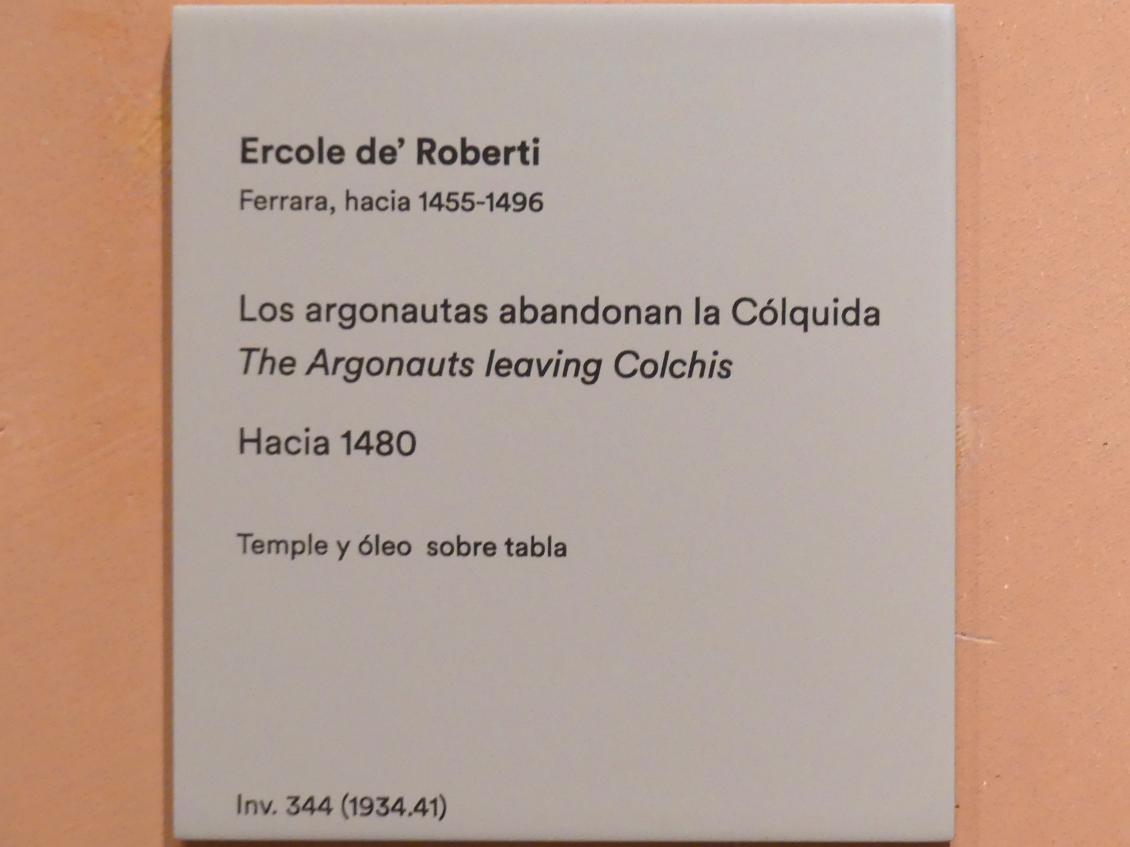 Ercole de’ Roberti
Ferrara, hacia 1455-1496
Los argonautas abandonan la Cólquida
The Argonauts leaving Colchis
Hacia 1480
Temple y óleo  sobre tabla
Inv. 344 (1934.41)